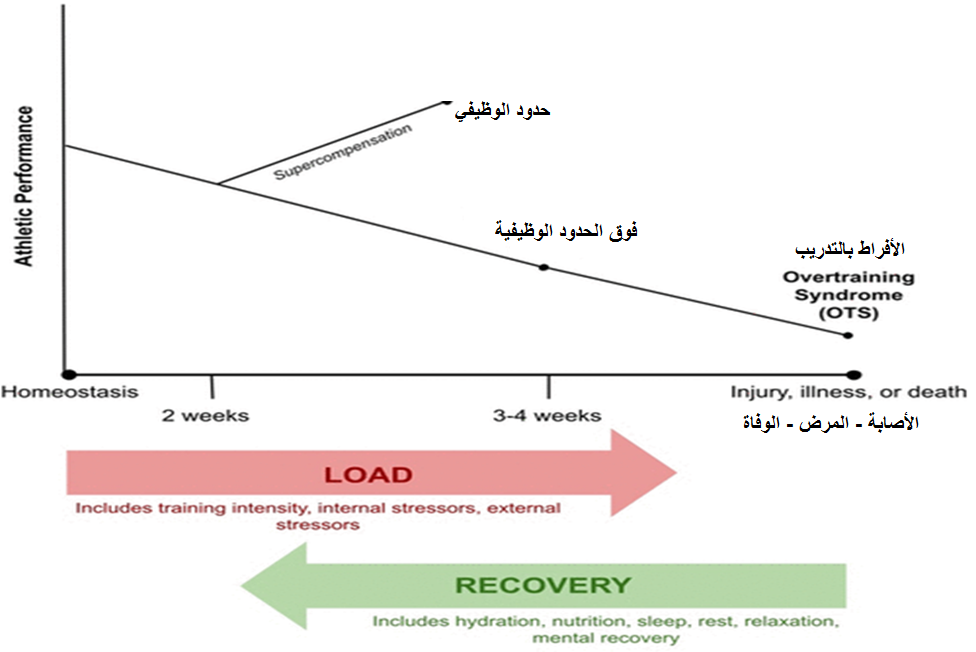 Athletic Performance
حدود الوظيفي
Supercompensation
فوق الحدود الوظيفية
الأفراط بالتدريب
Overtraining
Syndrome
(OTS)
Homeostasis
2 weeks
3-4 weeks
Injury, illness, or death
الأصابة - المرض - الوفاة
LOAD
Includes training intensity, internal stressors, external
stressors
RECOVERY
Includes hydration, nutrition, sleep, rest, relaxation,
mental recovery